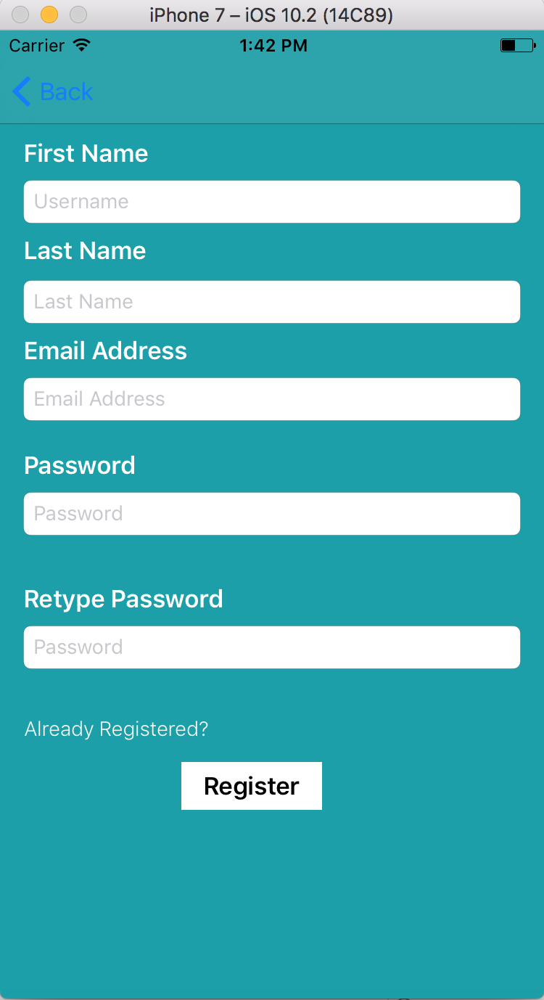 iPhone 7 – iOS 10.2 (14C89)
Carrier 1:42 PM
Back
First Name
Username
Last Name
Last Name
Email Address
Email Address
Password
Password
Retype Password
Password
Already Registered?
Register